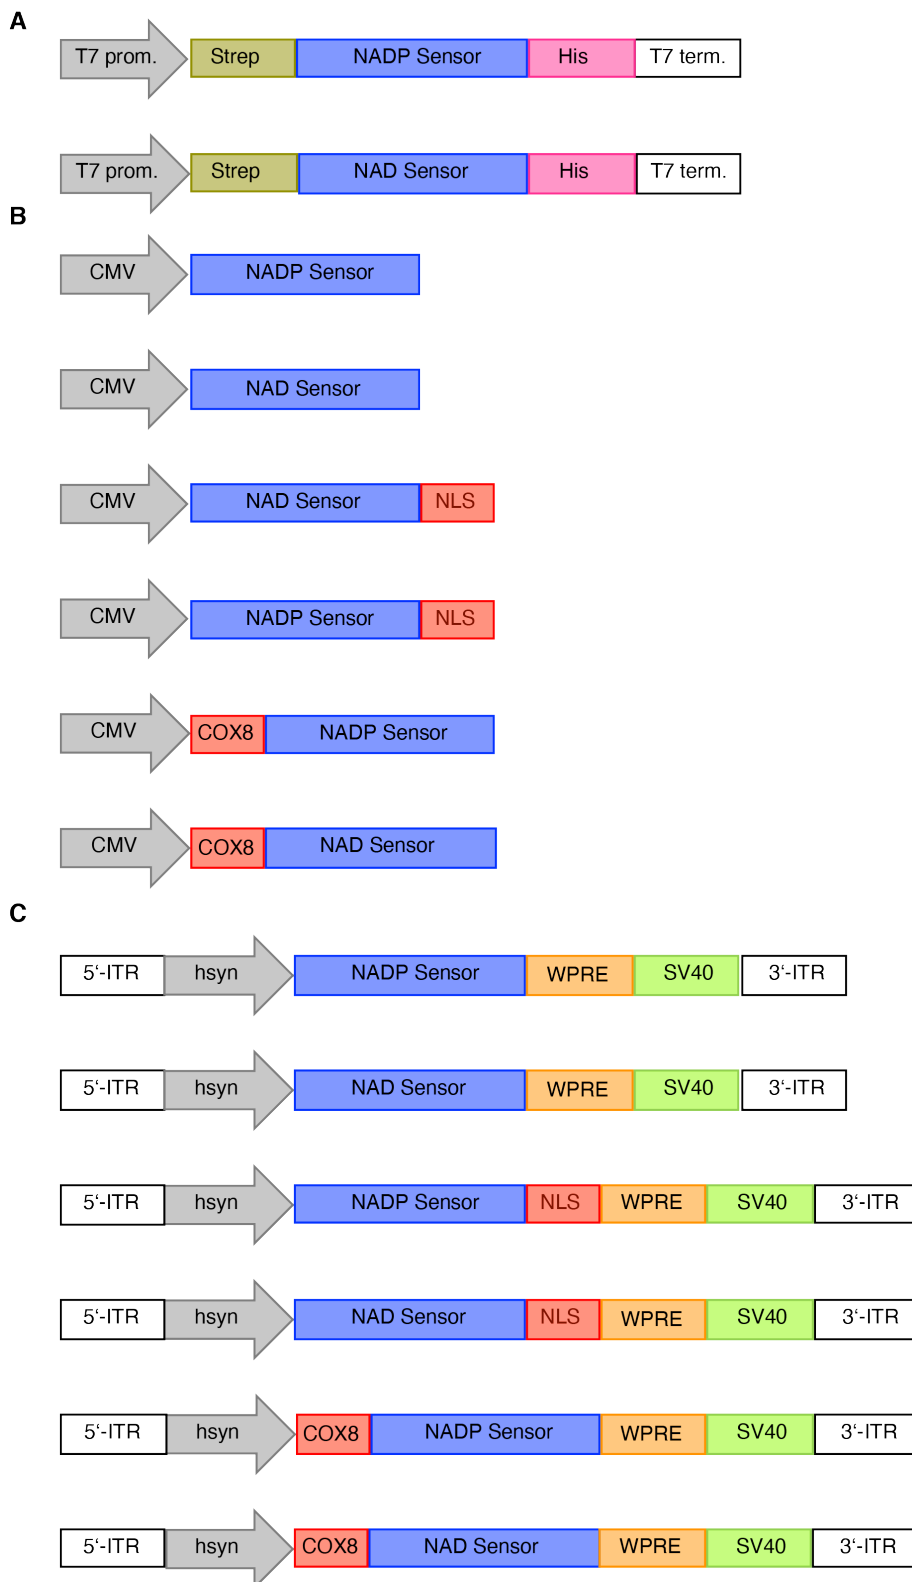 A
T7 prom. Strep NADP Sensor His T7 term.
T7 prom. Strep NAD Sensor His T7 term.
B
CMV NADP Sensor
CMV NAD Sensor
CMV NAD Sensor NLS
CMV NADP Sensor NLS
CMV COX8 NADP Sensor
CMV COX8 NAD Sensor
C
5‘-ITR hsyn NADP Sensor WPRE SV40 3‘-ITR
5‘-ITR hsyn NAD Sensor WPRE SV40 3‘-ITR
5‘-ITR hsyn NADP Sensor NLS WPRE SV40 3‘-ITR
5‘-ITR hsyn NAD Sensor NLS WPRE SV40 3‘-ITR
5‘-ITR hsyn COX8 NADP Sensor WPRE SV40 3‘-ITR
5‘-ITR hsyn COX8 NAD Sensor WPRE SV40 3‘-ITR